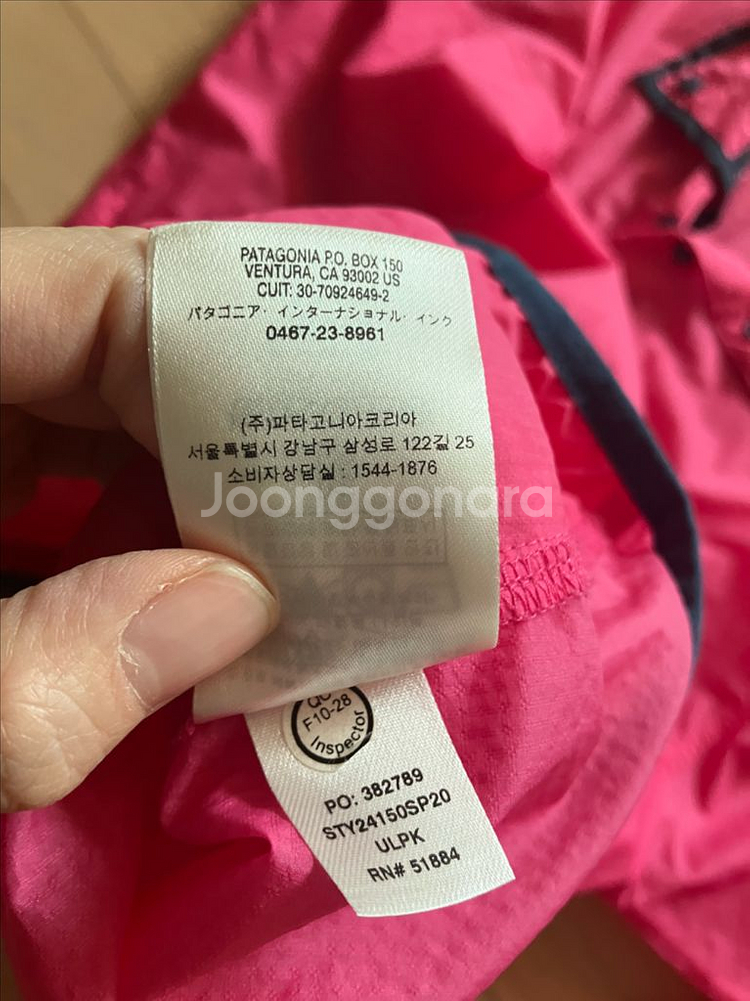 PATAGONIA P.O. BOX 150
VENTURA, CA 93002 US
CUIT: 30-70924649-2
パタゴニア・インターナショナル・インク
0467-23-8961
(주)파타고니아코리아
서울특별시 강남구 삼성로 122길 25
소비자상담실 : 1544-1876
Joonggonara
QC
F10-28
Inspector
PO: 382789
STY24150SP20
ULPK
RN# 51884